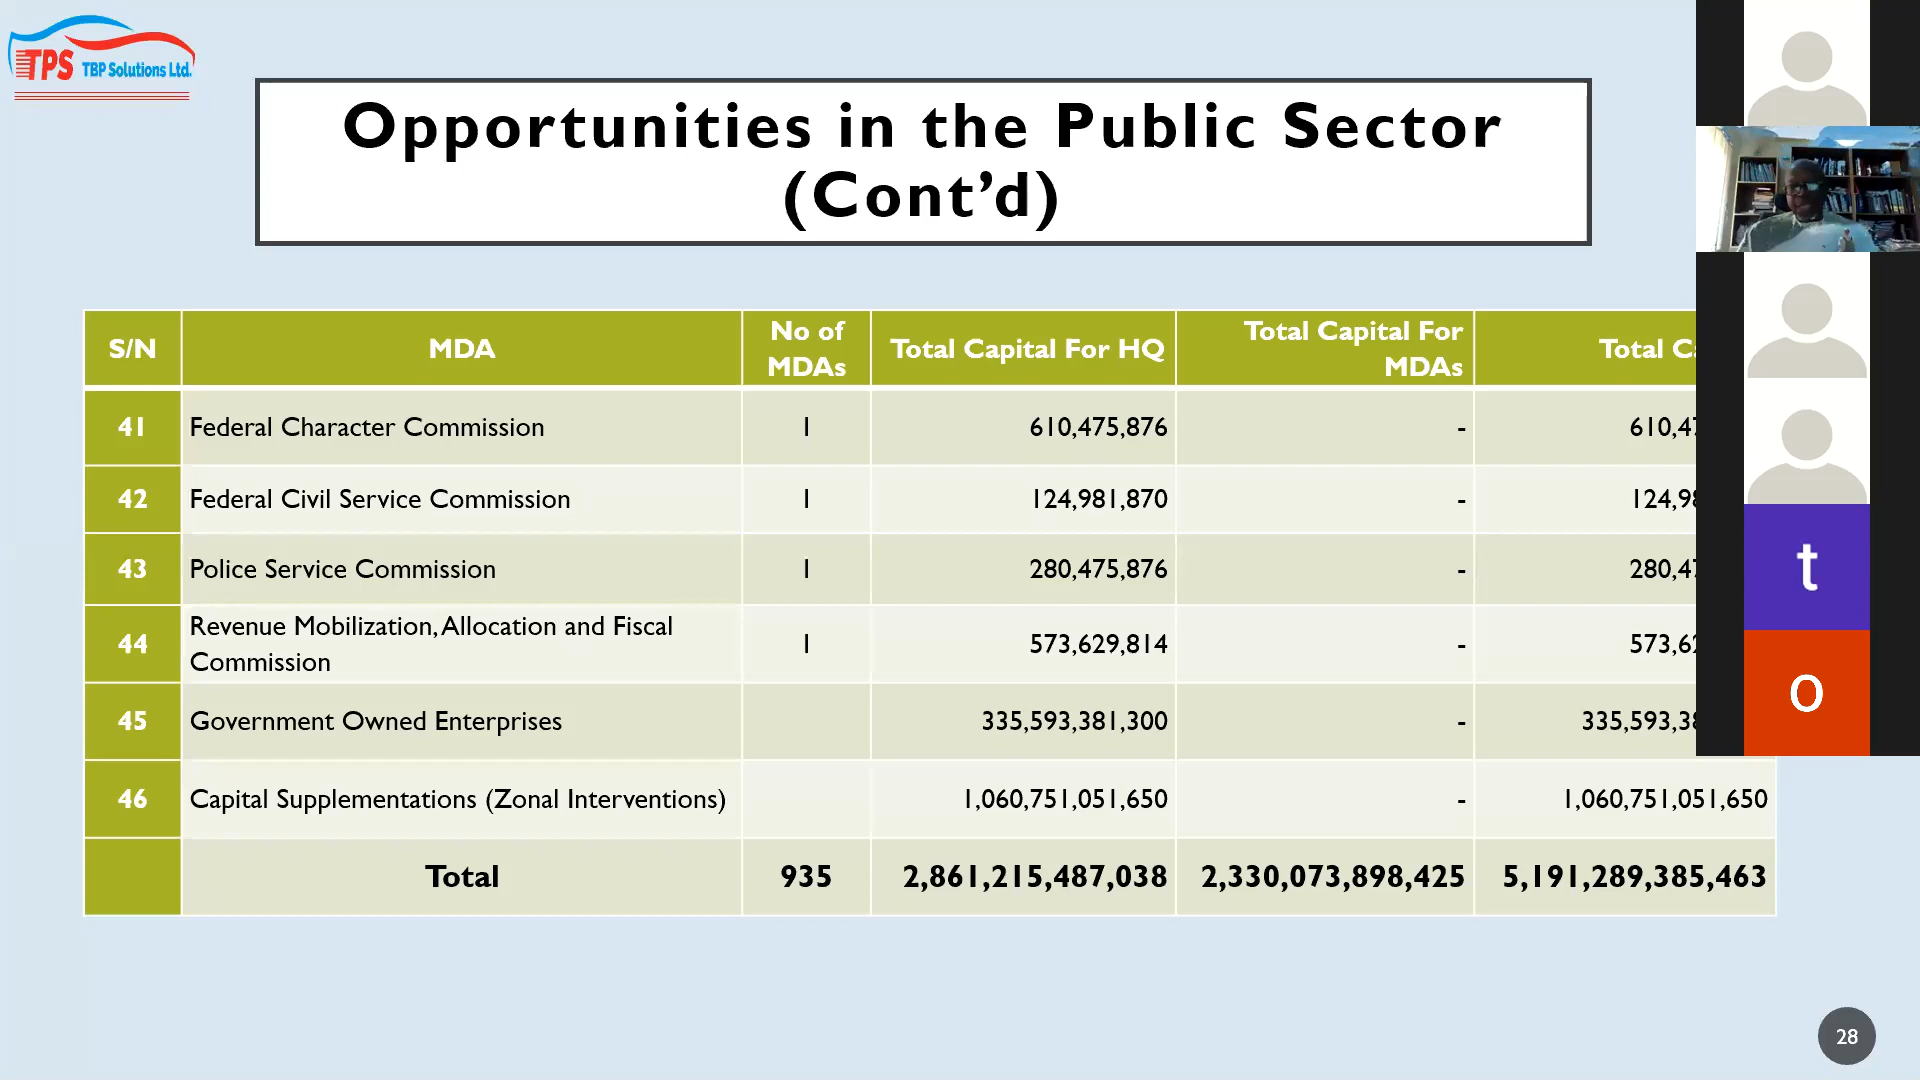 TPS TBP Solutions Ltd.
Opportunities in the Public Sector
(Cont’d)
S/N MDA No of MDAs Total Capital For HQ Total Capital For MDAs Total
41 Federal Character Commission 1 610,475,876 - 610,47
42 Federal Civil Service Commission 1 124,981,870 - 124,98
43 Police Service Commission 1 280,475,876 - 280,47
44 Revenue Mobilization, Allocation and Fiscal Commission 1 573,629,814 - 573,62
45 Government Owned Enterprises 335,593,381,300 - 335,593,38
46 Capital Supplementations (Zonal Interventions) 1,060,751,051,650 - 1,060,751,051,650
Total 935 2,861,215,487,038 2,330,073,898,425 5,191,289,385,463
t
o
28